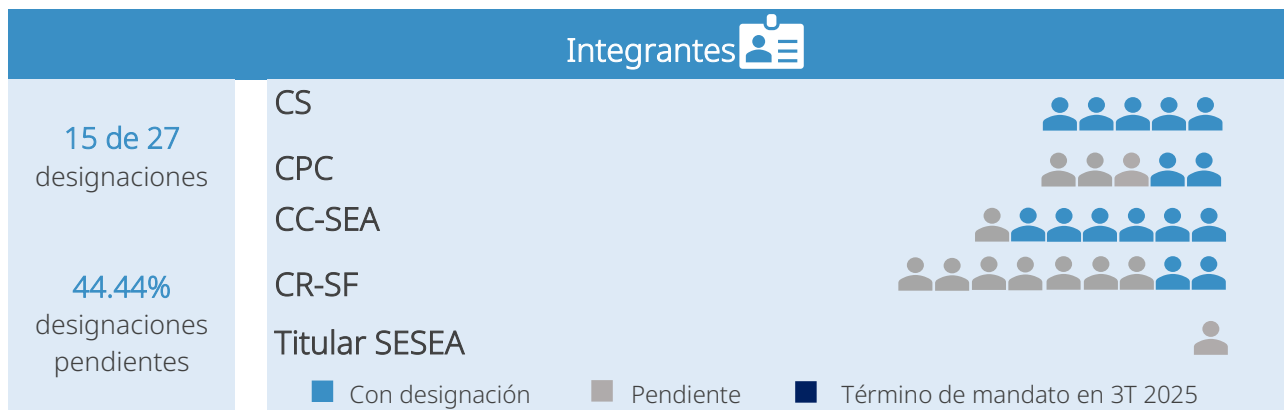 Integrantes
15 de 27
designaciones
44.44%
designaciones
pendientes
CS
CPC
CC-SEA
CR-SF
Titular SESEA
Con designación
Pendiente
Término de mandato en 3T 2025